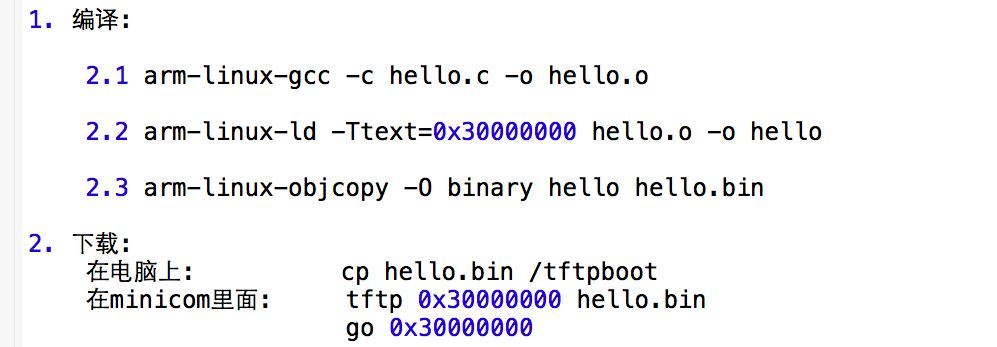 1. 编译:
2.1 arm-linux-gcc -c hello.c -o hello.o
2.2 arm-linux-ld -Ttext=0x30000000 hello.o -o hello
2.3 arm-linux-objcopy -O binary hello hello.bin
2. 下载:
在电脑上: cp hello.bin /tftpboot
在minicom里面: tftp 0x30000000 hello.bin
go 0x30000000